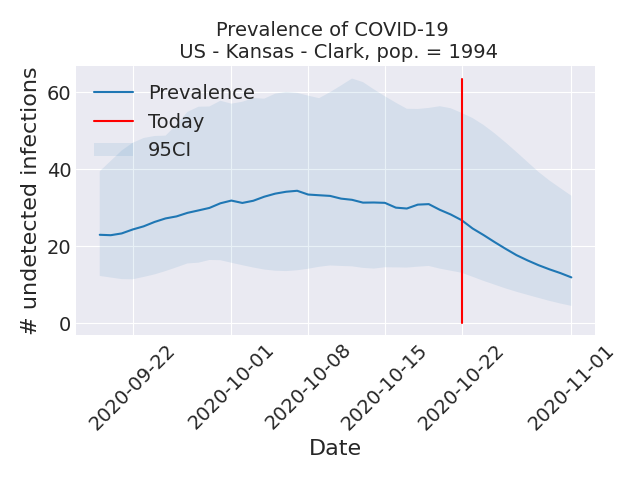 Prevalence of COVID-19
US - Kansas - Clark, pop. = 1994
# undetected infections
60
40
20
0
Prevalence
Today
95CI
2020-09-22
2020-10-01
2020-10-08
2020-10-15
2020-10-22
2020-11-01
Date